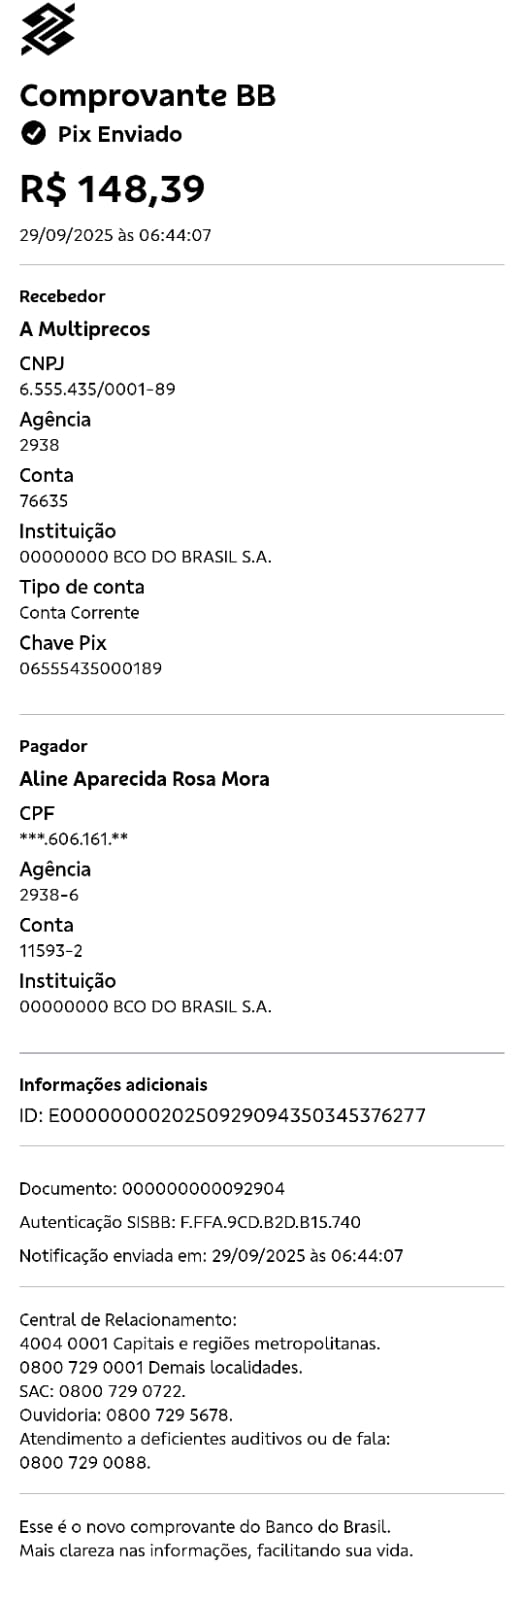 Comprovante BB
Pix Enviado
R$ 148,39
29/09/2025 às 06:44:07
Recebedor
A Multiprecos
CNPJ
6.555.435/0001-89
Agência
2938
Conta
76635
Instituição
00000000 BCO DO BRASIL S.A.
Tipo de conta
Conta Corrente
Chave Pix
06555435000189
Pagador
Aline Aparecida Rosa Mora
CPF
***.606.161.**
Agência
2938-6
Conta
11593-2
Instituição
00000000 BCO DO BRASIL S.A.
Informações adicionais
ID: E00000000202509290943503453​76277
Documento: 000000000092904
Autenticação SISBB: F.FFA.9CD.B2D.B15.740
Notificação enviada em: 29/09/2025 às 06:44:07
Central de Relacionamento:
4004 0001 Capitais e regiões metropolitanas.
0800 729 0001 Demais localidades.
SAC: 0800 729 0722.
Ouvidoria: 0800 729 5678.
Atendimento a deficientes auditivos ou de fala:
0800 729 0088.
Esse é o novo comprovante do Banco do Brasil.
Mais clareza nas informações, facilitando sua vida.